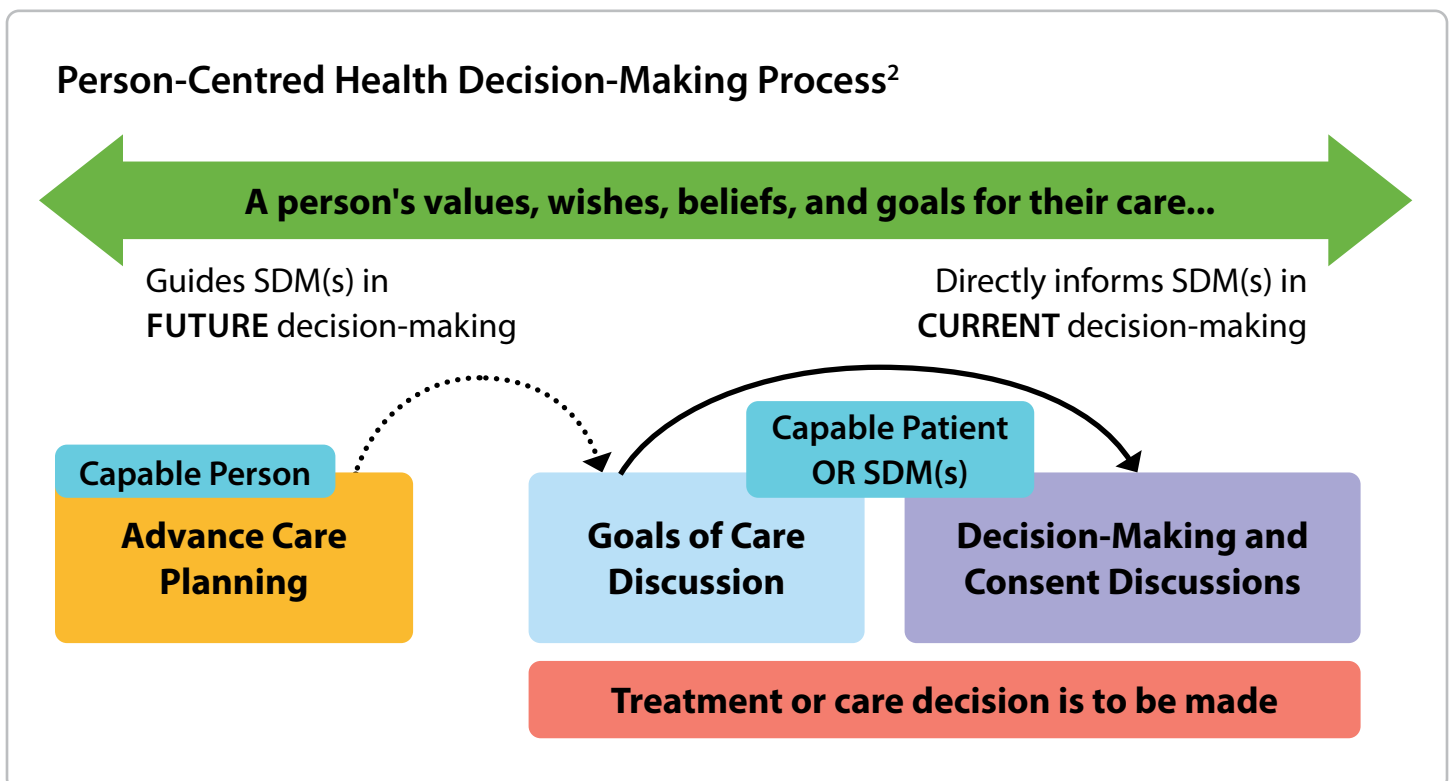 Person-Centred Health Decision-Making Process²
A person's values, wishes, beliefs, and goals for their care...
Guides SDM(s) in
FUTURE decision-making
Directly informs SDM(s) in
CURRENT decision-making
Capable Person
Advance Care
Planning
Capable Patient
OR SDM(s)
Goals of Care
Discussion
Decision-Making and
Consent Discussions
Treatment or care decision is to be made